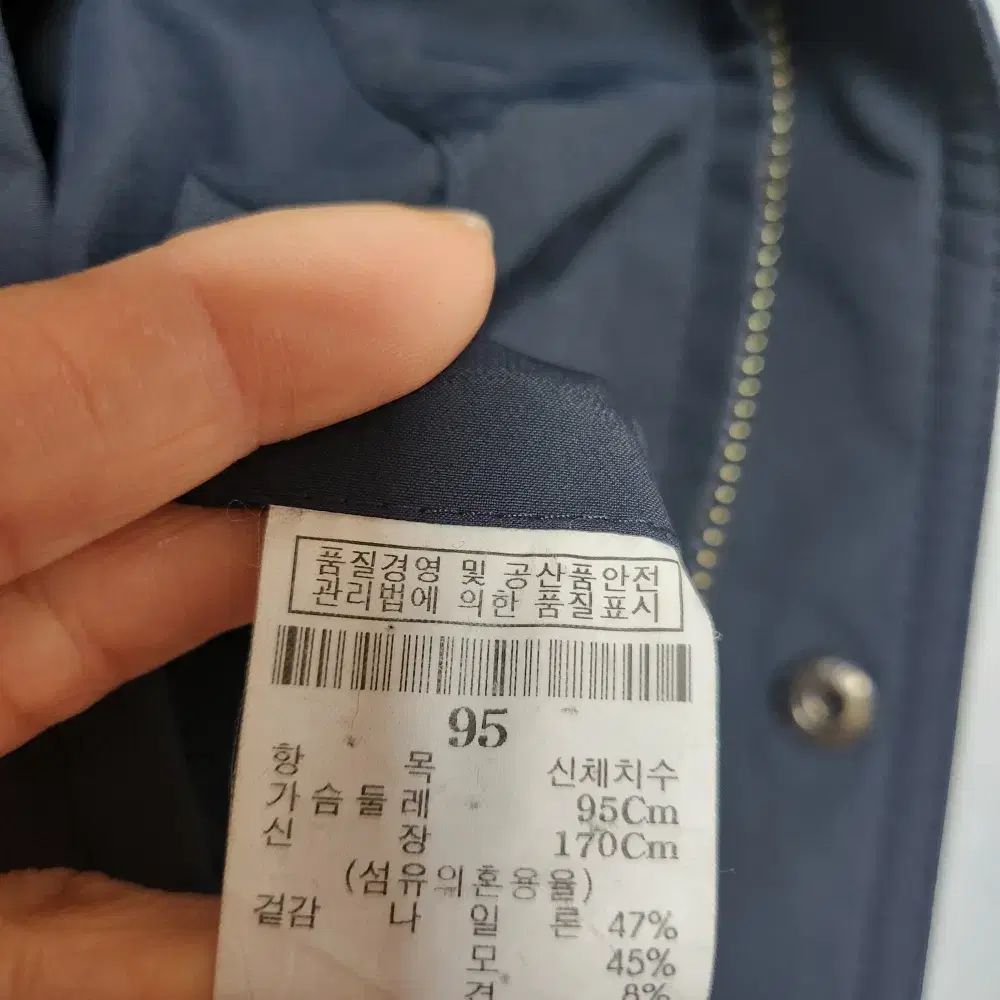 품질경영 및 공산품안전
관리법에 의한 품질표시
95
항 목 신체치수
가슴둘레 95Cm
신 장 170Cm
(섬유의혼용율)
겉감 나 일 론 47%
모 45%
견 8%